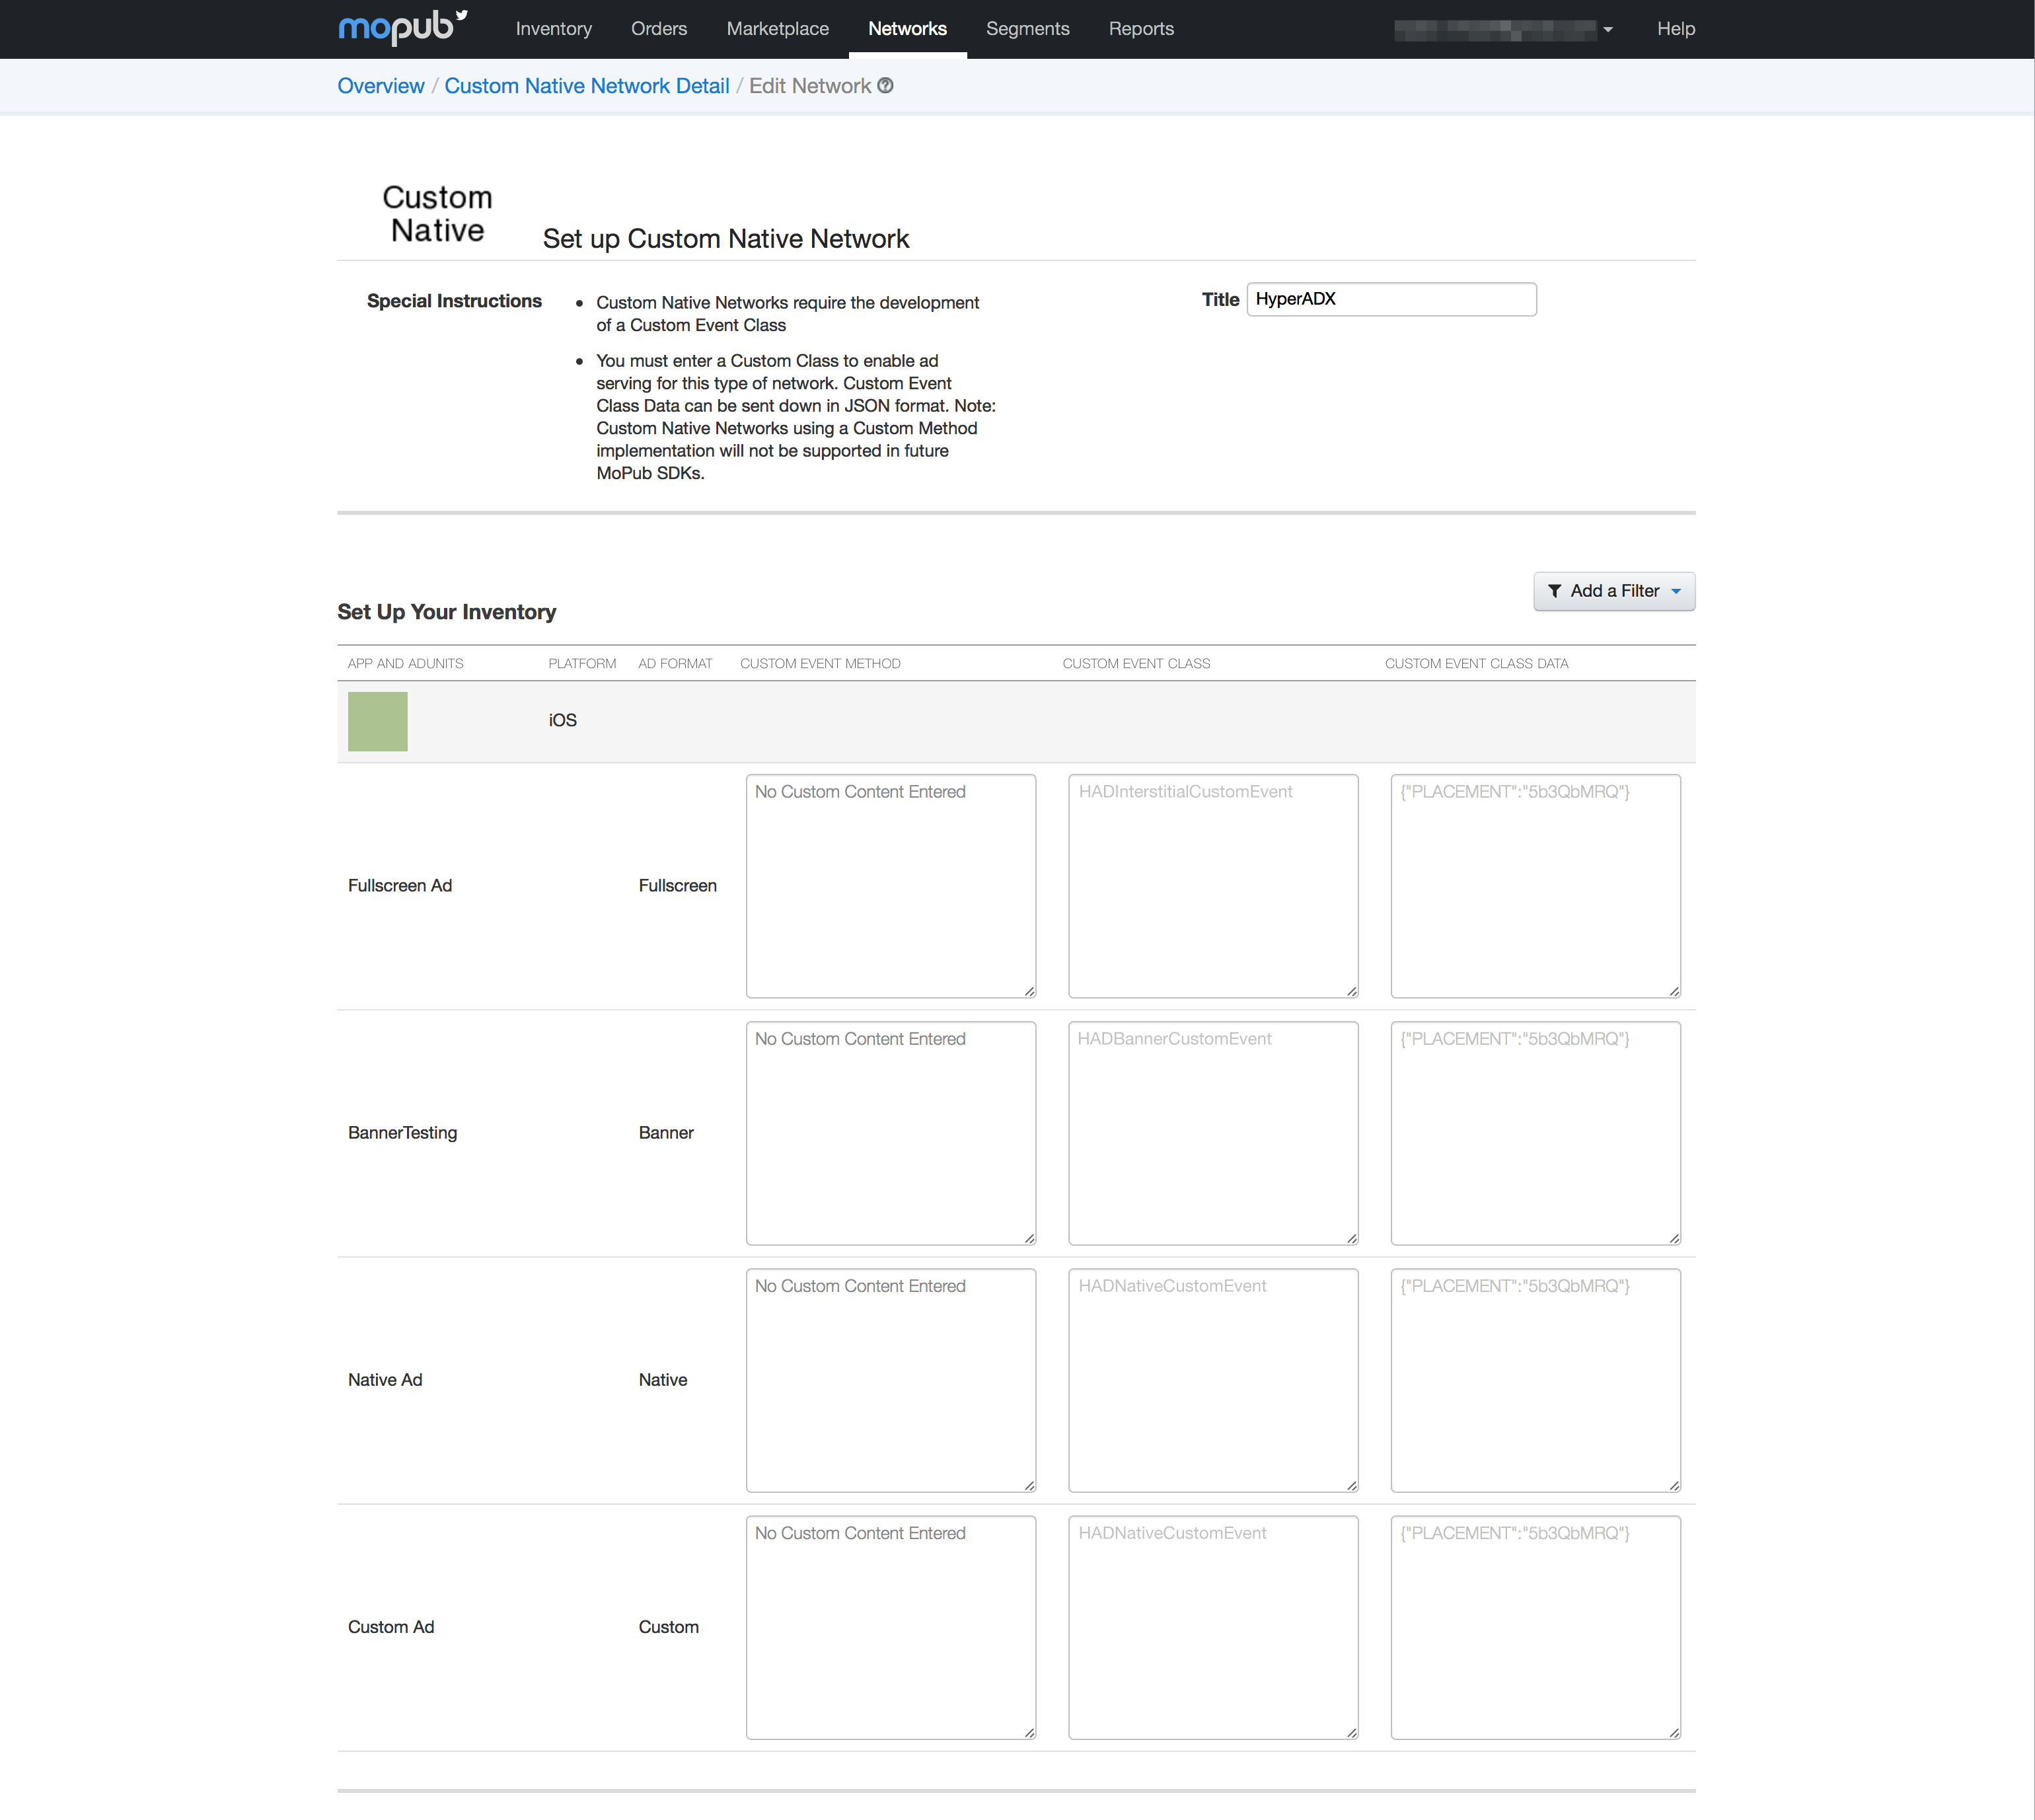 mopub Inventory Orders Marketplace Networks Segments Reports Help
Overview / Custom Native Network Detail / Edit Network ?
Custom
Native
Set up Custom Native Network
Special Instructions
• Custom Native Networks require the development
of a Custom Event Class
• You must enter a Custom Class to enable ad
serving for this type of network. Custom Event
Class Data can be sent down in JSON format. Note:
Custom Native Networks using a Custom Method
implementation will not be supported in future
MoPub SDKs.
Title HyperADX
Add a Filter
Set Up Your Inventory
APP AND ADUNITS PLATFORM AD FORMAT CUSTOM EVENT METHOD CUSTOM EVENT CLASS CUSTOM EVENT CLASS DATA
iOS
No Custom Content Entered HADInterstitialCustomEvent {"PLACEMENT":"5b3QbMRQ"}
Fullscreen Ad Fullscreen
No Custom Content Entered HADBannerCustomEvent {"PLACEMENT":"5b3QbMRQ"}
BannerTesting Banner
No Custom Content Entered HADNativeCustomEvent {"PLACEMENT":"5b3QbMRQ"}
Native Ad Native
No Custom Content Entered HADNativeCustomEvent {"PLACEMENT":"5b3QbMRQ"}
Custom Ad Custom